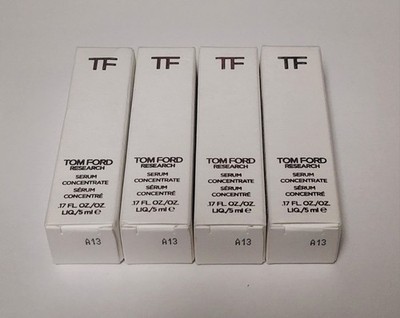 TF
TOM FORD
RESEARCH
SERUM
CONCENTRATE
SÉRUM
CONCENTRÉ
.17 FL. OZ./OZ.
LIQ./5 ml e
A13
TF
TOM FORD
RESEARCH
SERUM
CONCENTRATE
SÉRUM
CONCENTRÉ
.17 FL. OZ./OZ.
LIQ./5 ml e
A13
TF
TOM FORD
RESEARCH
SERUM
CONCENTRATE
SÉRUM
CONCENTRÉ
.17 FL. OZ./OZ.
LIQ./5 ml e
A13
TF
TOM FORD
RESEARCH
SERUM
CONCENTRATE
SÉRUM
CONCENTRÉ
.17 FL. OZ./OZ.
LIQ./5 ml e
A13